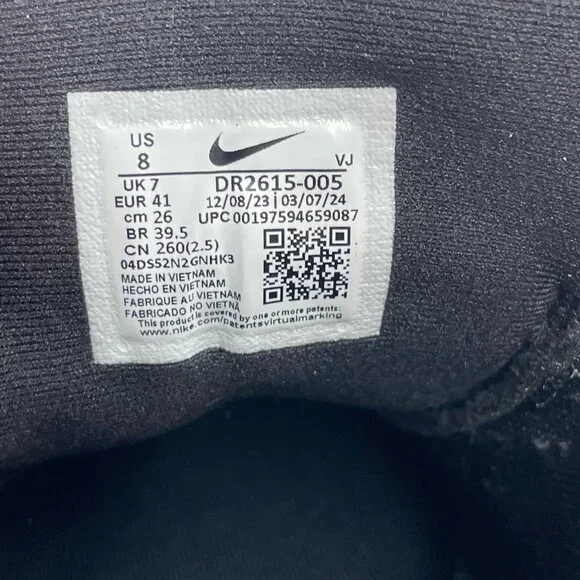 US
8
VJ
UK 7
DR2615-005
EUR 41
12/08/23 | 03/07/24
cm 26
UPC 00197594659087
BR 39.5
CN 260(2.5)
04DS52N2GNHK3
MADE IN VIETNAM
HECHO EN VIETNAM
FABRIQUE AU VIETNAM
FABRICADO NO VIETNÃ
This product is covered by one or more patents:
www.nike.com/patentsvirtualmarking